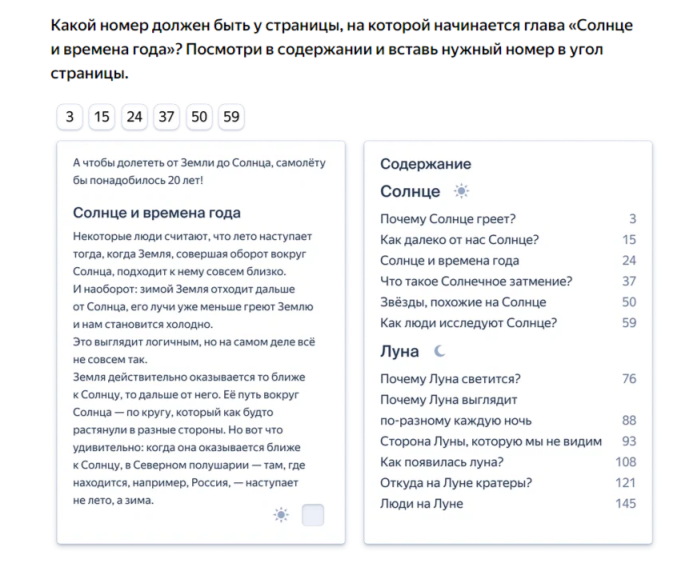 Какой номер должен быть у страницы, на которой начинается глава «Солнце
и времена года»? Посмотри в содержании и вставь нужный номер в угол
страницы.
3 15 24 37 50 59
А чтобы долететь от Земли до Солнца, самолёту
бы понадобилось 20 лет!
Солнце и времена года
Некоторые люди считают, что лето наступает
тогда, когда Земля, совершая оборот вокруг
Солнца, подходит к нему совсем близко.
И наоборот: зимой Земля отходит дальше
от Солнца, его лучи уже меньше греют Землю
и нам становится холодно.
Это выглядит логичным, но на самом деле всё
не совсем так.
Земля действительно оказывается то ближе
к Солнцу, то дальше от него. Её путь вокруг
Солнца — по кругу, который как будто
растянули в разные стороны. Но вот что
удивительно: когда она оказывается ближе
к Солнцу, в Северном полушарии — там, где
находится, например, Россия, — наступает
не лето, а зима.
Содержание
Солнце
Почему Солнце греет? 3
Как далеко от нас Солнце? 15
Солнце и времена года 24
Что такое Солнечное затмение? 37
Звёзды, похожие на Солнце 50
Как люди исследуют Солнце? 59
Луна
Почему Луна светится? 76
Почему Луна выглядит
по-разному каждую ночь 88
Сторона Луны, которую мы не видим 93
Как появилась луна? 108
Откуда на Луне кратеры? 121
Люди на Луне 145